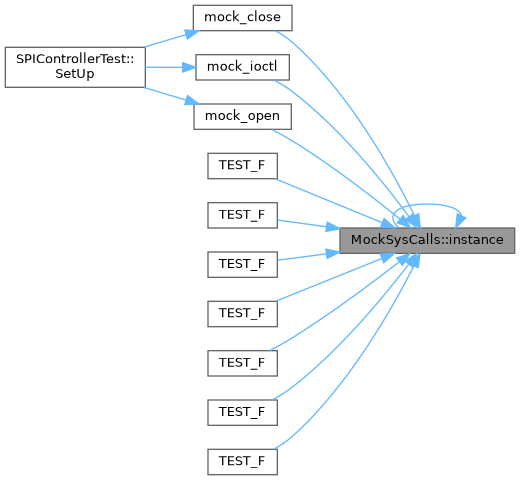 mock_close
SPIControllerTest::
SetUp
mock_ioctl
mock_open
TEST_F
TEST_F
MockSysCalls::instance
TEST_F
TEST_F
TEST_F
TEST_F
TEST_F